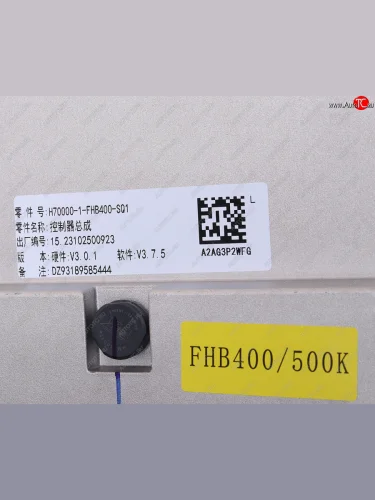 零 件 号:H70000-1-FHB400-SQ1
零件名称:控制器总成
出厂编号:15 23102500923
版 本:硬件:V3.0.1 软件:V3.7.5
备 注:DZ93189585444
L
A2AG3P2WFG
FHB400/500K